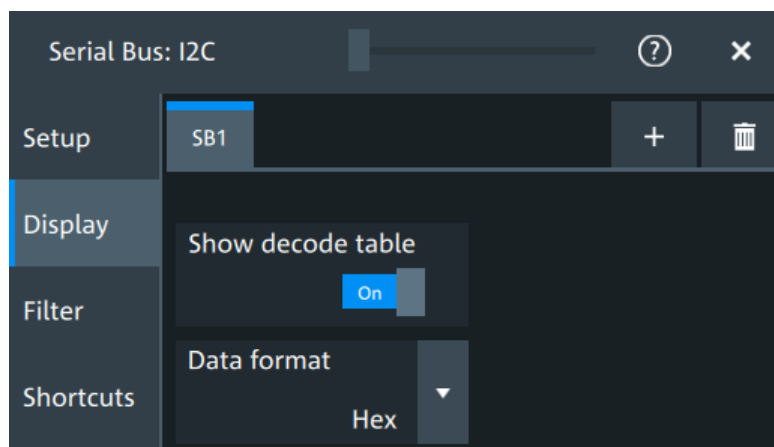 Serial Bus: I2C
?
×
Setup
SB1
+
Display
Show decode table
On
Filter
Data format
Hex
Shortcuts